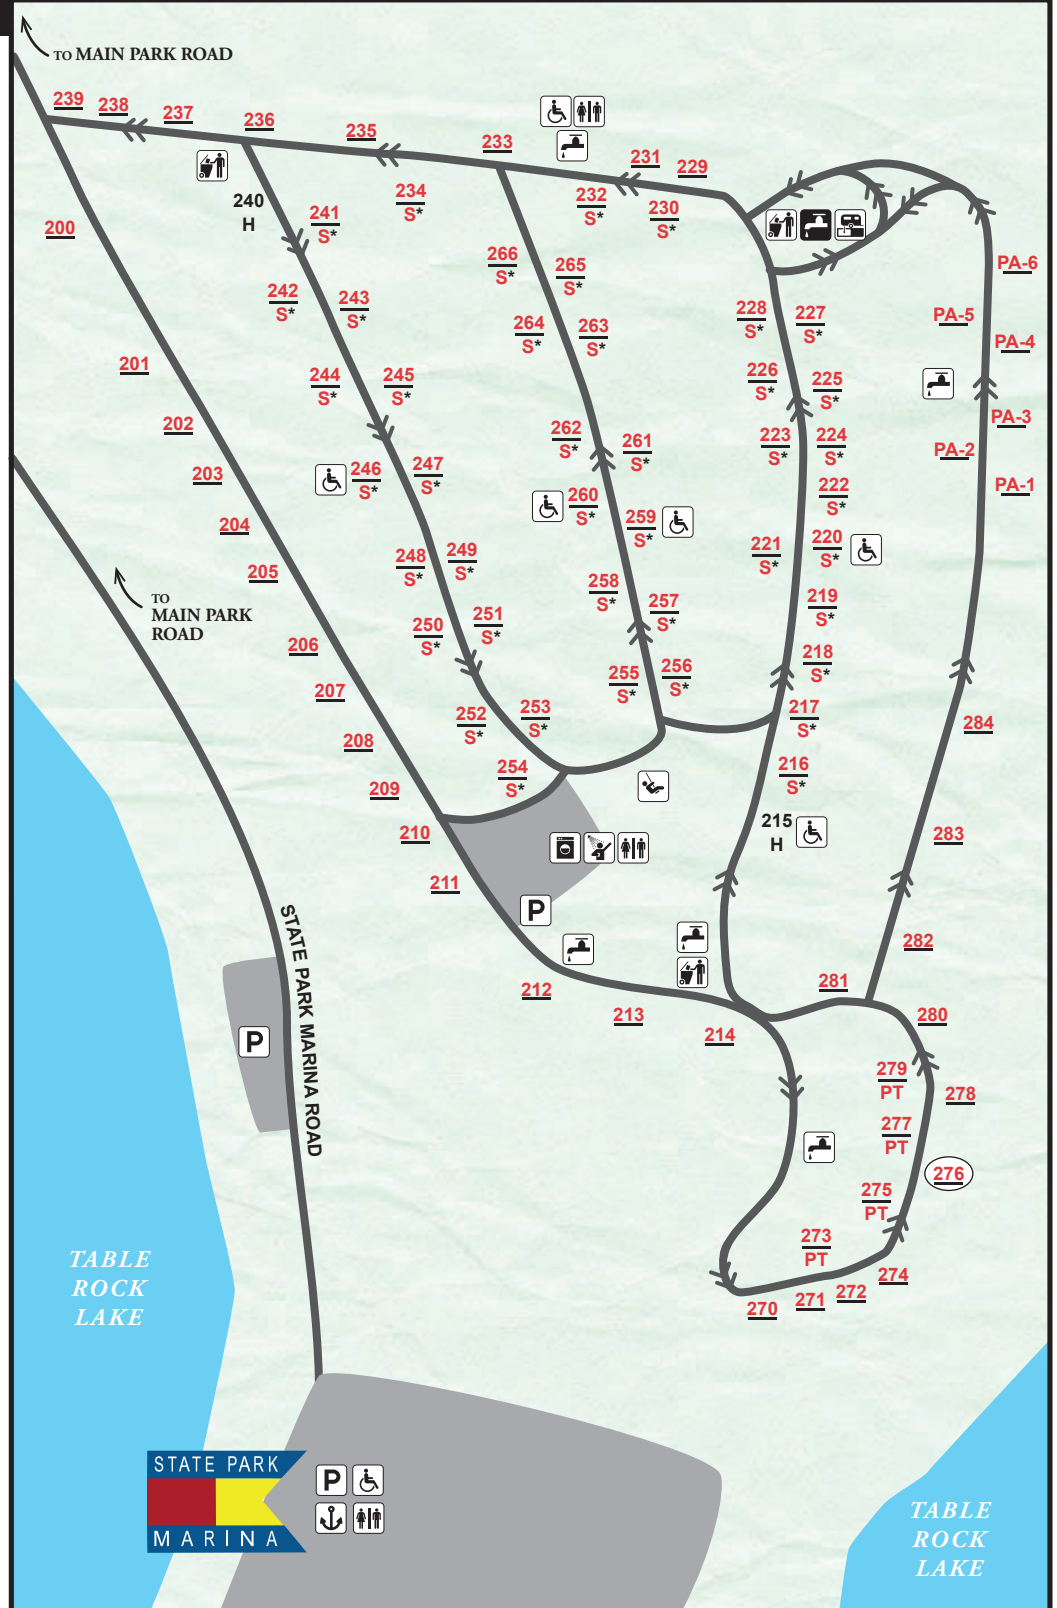 TO MAIN PARK ROAD
239
238
237
236
235
233
231
229
234
S*
232
S*
230
S*
240
H
241
S*
200
266
S*
265
S*
PA-6
242
S*
243
S*
228
S*
227
S*
PA-5
264
S*
263
S*
PA-4
201
244
S*
245
S*
226
S*
225
S*
202
262
S*
261
S*
223
S*
224
S*
PA-3
PA-2
203
246
S*
247
S*
260
S*
222
S*
PA-1
204
259
S*
221
S*
220
S*
205
248
S*
249
S*
258
S*
257
S*
219
S*
TO
MAIN PARK
ROAD
206
250
S*
251
S*
218
S*
207
255
S*
256
S*
252
S*
253
S*
217
S*
284
208
254
S*
216
S*
209
210
215
H
283
211
282
STATE PARK MARINA ROAD
P
212
213
281
280
214
P
279
PT
278
277
PT
276
275
PT
273
PT
274
272
271
270
TABLE
ROCK
LAKE
STATE PARK
MARINA
P
TABLE
ROCK
LAKE